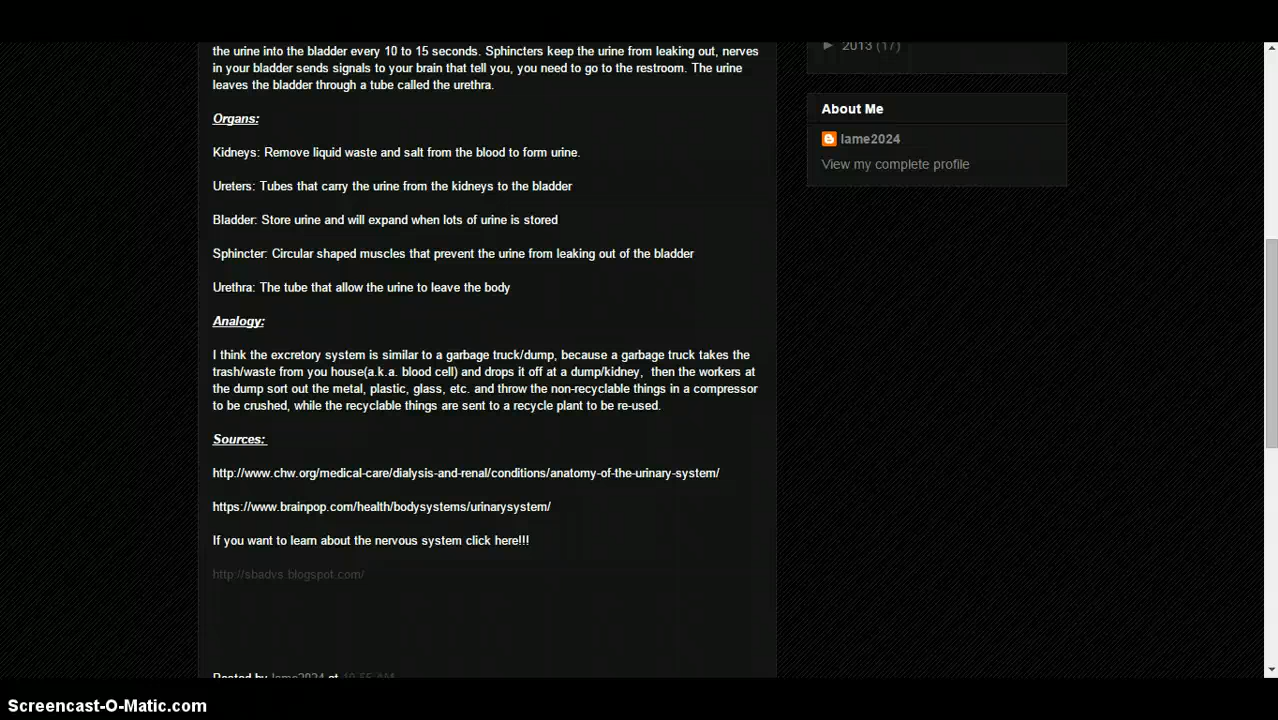 the urine into the bladder every 10 to 15 seconds. Sphincters keep the urine from leaking out, nerves
in your bladder sends signals to your brain that tell you, you need to go to the restroom. The urine
leaves the bladder through a tube called the urethra.
Organs:
Kidneys: Remove liquid waste and salt from the blood to form urine.
Ureters: Tubes that carry the urine from the kidneys to the bladder
Bladder: Store urine and will expand when lots of urine is stored
Sphincter: Circular shaped muscles that prevent the urine from leaking out of the bladder
Urethra: The tube that allow the urine to leave the body
Analogy:
I think the excretory system is similar to a garbage truck/dump, because a garbage truck takes the
trash/waste from you house(a.k.a. blood cell) and drops it off at a dump/kidney, then the workers at
the dump sort out the metal, plastic, glass, etc. and throw the non-recyclable things in a compressor
to be crushed, while the recyclable things are sent to a recycle plant to be re-used.
Sources:
http://www.chw.org/medical-care/dialysis-and-renal/conditions/anatomy-of-the-urinary-system/
https://www.brainpop.com/health/bodysystems/urinarysystem/
If you want to learn about the nervous system click here!!!
http://sbadvs.blogspot.com/
Posted by lame2024 at 10:55 AM
► 2013 (17)
About Me
lame2024
View my complete profile
Screencast-O-Matic.com